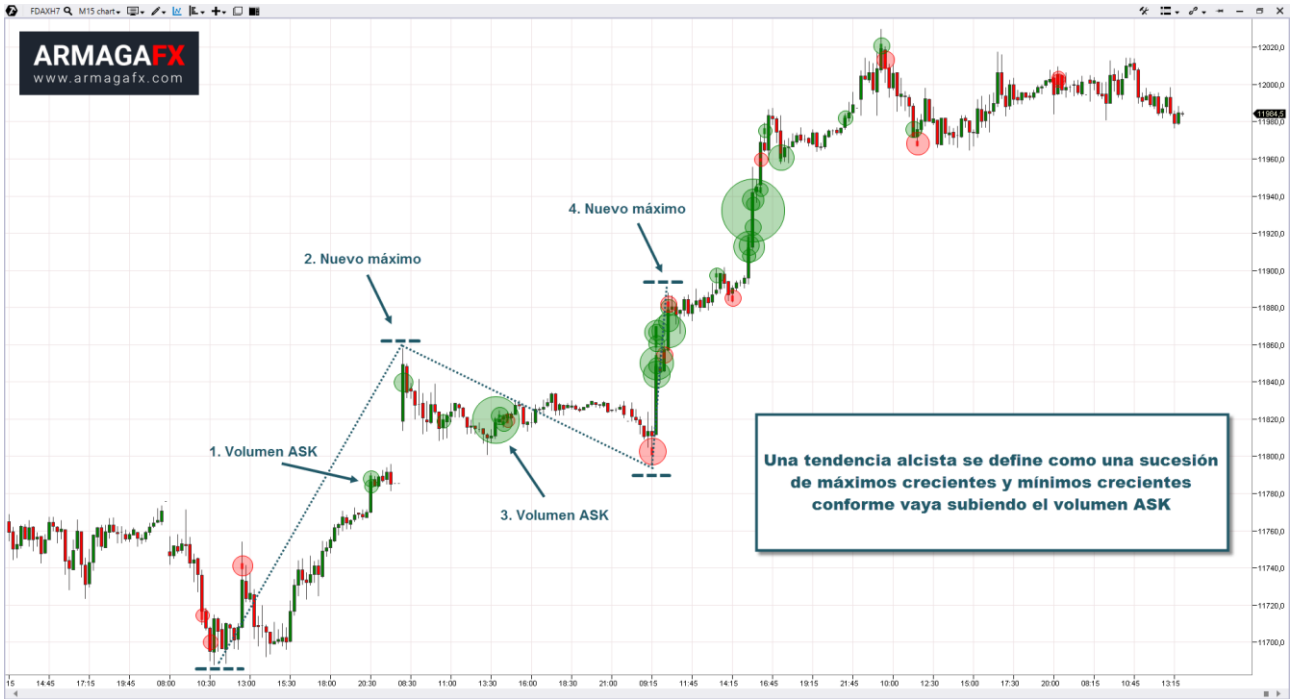 FDAXH7 M15 chart
ARMAGAFX
www.armagafx.com
12020,0
12000,0
11984,5
11980,0
11960,0
11940,0
11920,0
11900,0
11880,0
11860,0
11840,0
11820,0
11800,0
11780,0
11760,0
11740,0
11720,0
11700,0
4. Nuevo máximo
2. Nuevo máximo
1. Volumen ASK
3. Volumen ASK
Una tendencia alcista se define como una sucesión
de máximos crecientes y mínimos crecientes
conforme vaya subiendo el volumen ASK
15 14:45 17:15 19:45 08:00 10:30 13:00 15:30 18:00 20:30 08:30 11:00 13:30 16:00 18:30 21:00 09:15 11:45 14:15 16:45 19:15 21:45 10:00 12:30 15:00 17:30 20:00 08:15 10:45 13:15